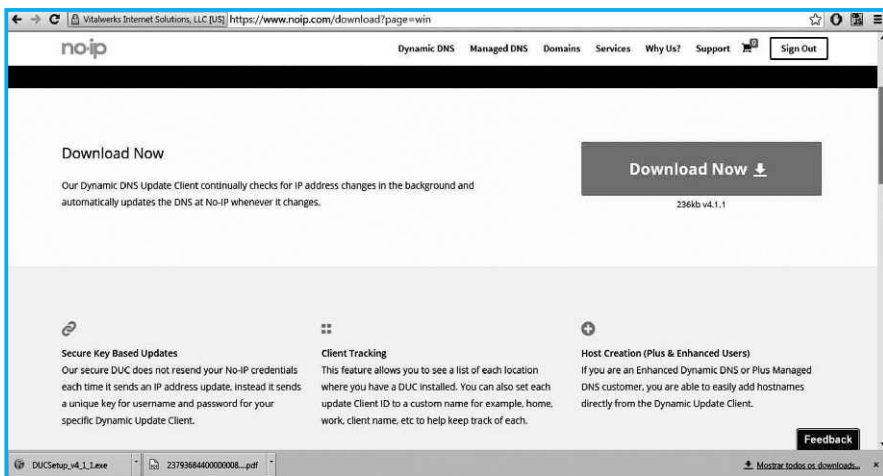 Vitalwerks Internet Solutions, LLC [US] https://www.noip.com/download?page=win
no-ip Dynamic DNS Managed DNS Domains Services Why Us? Support 0 Sign Out
Download Now
Our Dynamic DNS Update Client continually checks for IP address changes in the background and
automatically updates the DNS at No-IP whenever it changes.
Download Now
236kb v4.1.1
Secure Key Based Updates
Our secure DUC does not resend your No-IP credentials
each time it sends an IP address update, instead it sends
a unique key for username and password for your
specific Dynamic Update Client.
Client Tracking
This feature allows you to see a list of each location
where you have a DUC installed. You can also set each
update Client ID to a custom name for example, home,
work, client name, etc to help keep track of each.
Host Creation (Plus & Enhanced Users)
If you are an Enhanced Dynamic DNS or Plus Managed
DNS customer, you are able to easily add hostnames
directly from the Dynamic Update Client.
Feedback
DUCSetup_v4_1_1.exe 23793684400000008....pdf Mostrar todos os downloads...